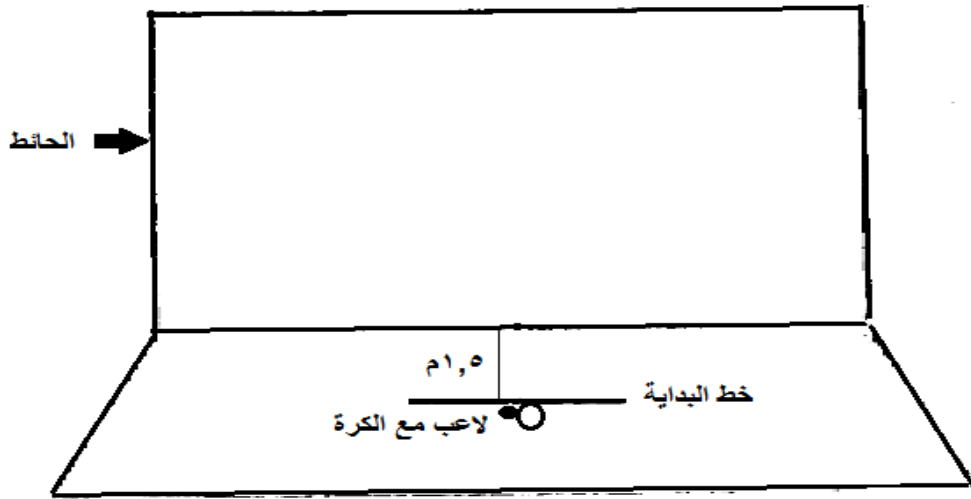 الحائط
١,٥م
خط البداية
لاعب مع الكرة